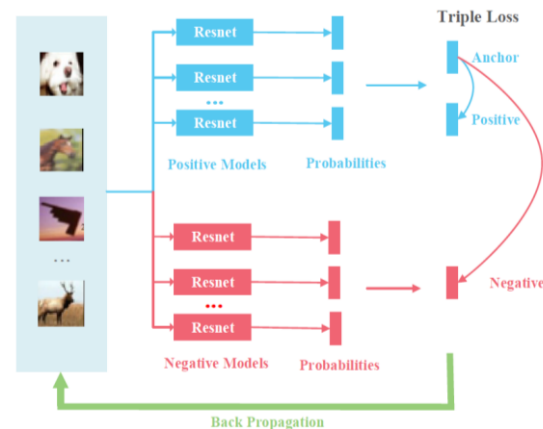 Triple Loss
Resnet
Anchor
Resnet
...
Resnet
Positive
Positive Models
Probabilities
Resnet
...
Resnet
Negative
...
Resnet
Negative Models
Probabilities
Back Propagation